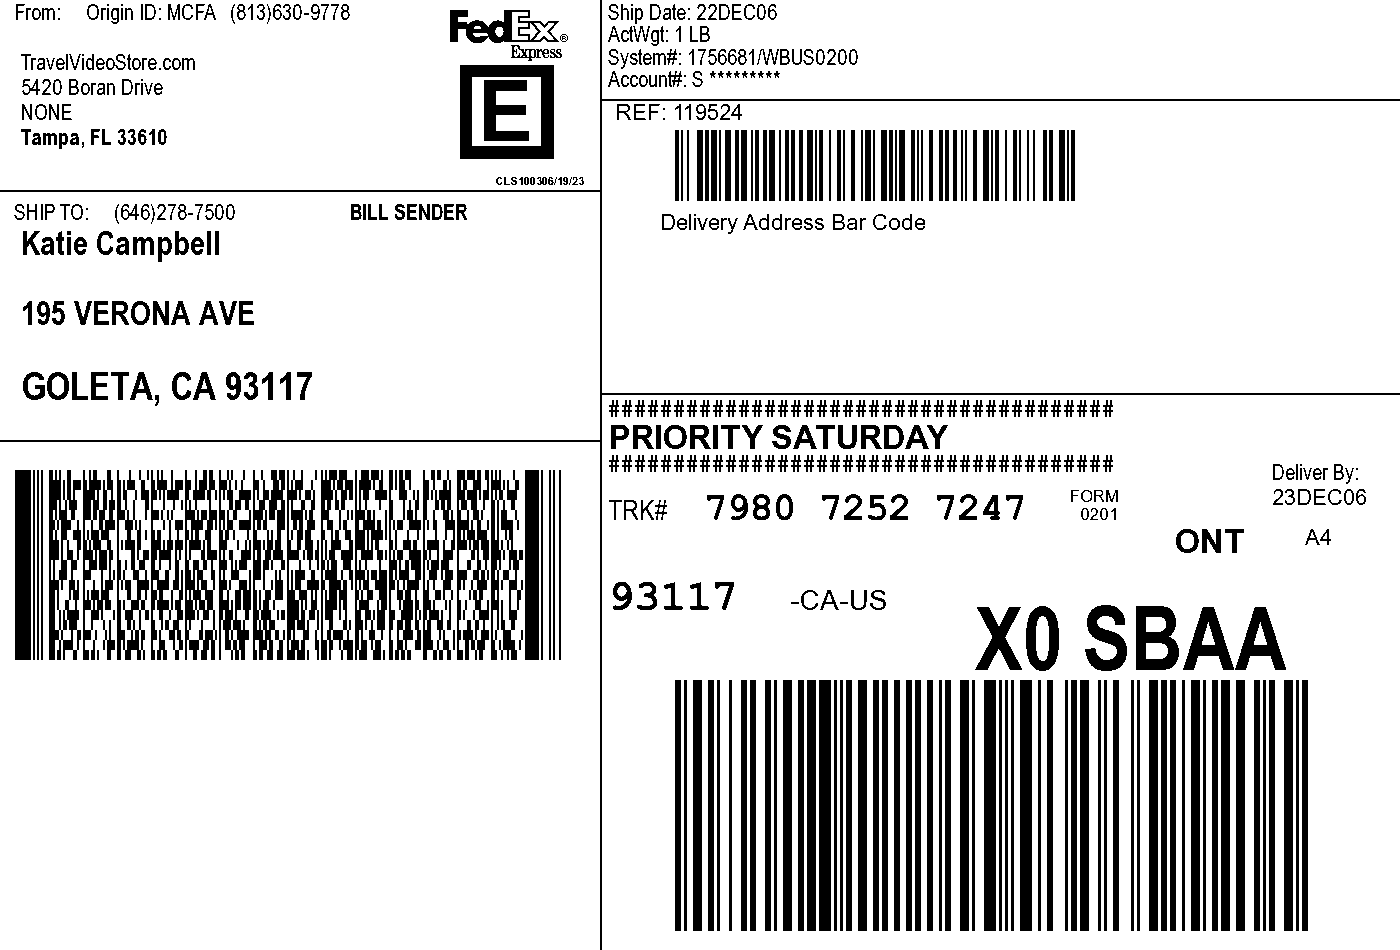 From: Origin ID: MCFA (813)630-9778
TravelVideoStore.com
5420 Boran Drive
NONE
Tampa, FL 33610
FedEx®
Express
E
CLS100306/19/23
Ship Date: 22DEC06
ActWgt: 1 LB
System#: 1756681/WBUS0200
Account#: S *********
REF: 119524
Delivery Address Bar Code
SHIP TO: (646)278-7500 BILL SENDER
Katie Campbell
195 VERONA AVE
GOLETA, CA 93117
#######################################
PRIORITY SATURDAY
#######################################
Deliver By:
23DEC06
TRK# 7980 7252 7247 FORM
0201
ONT A4
93117 -CA-US
X0 SBAA